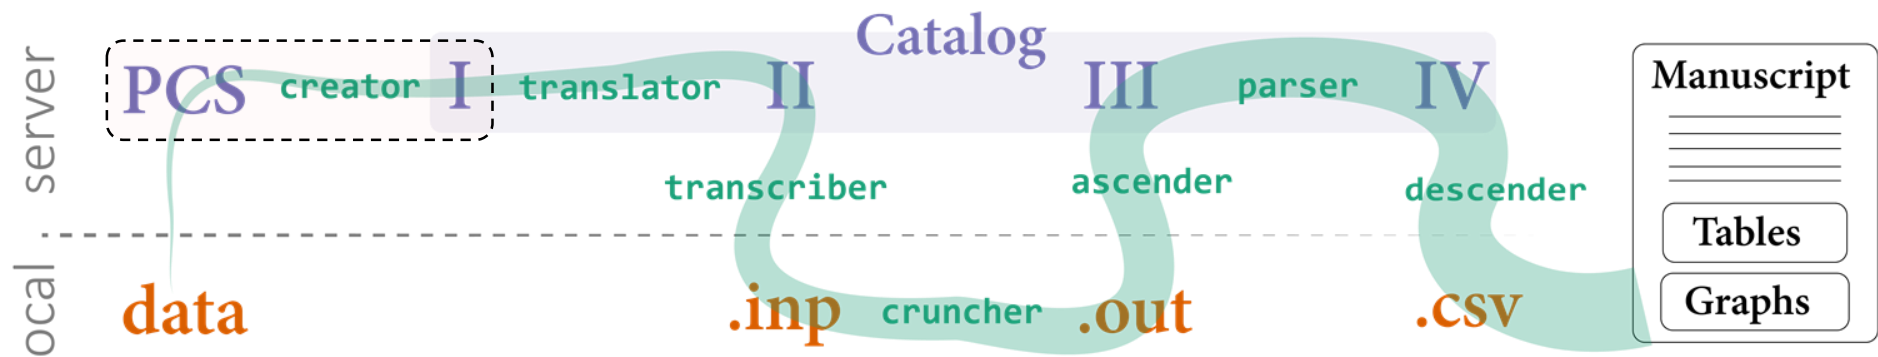 server
local
Catalog
PCS creator I translator II III parser IV
transcriber ascender descender
data .inp cruncher .out .csv
Manuscript
Tables
Graphs